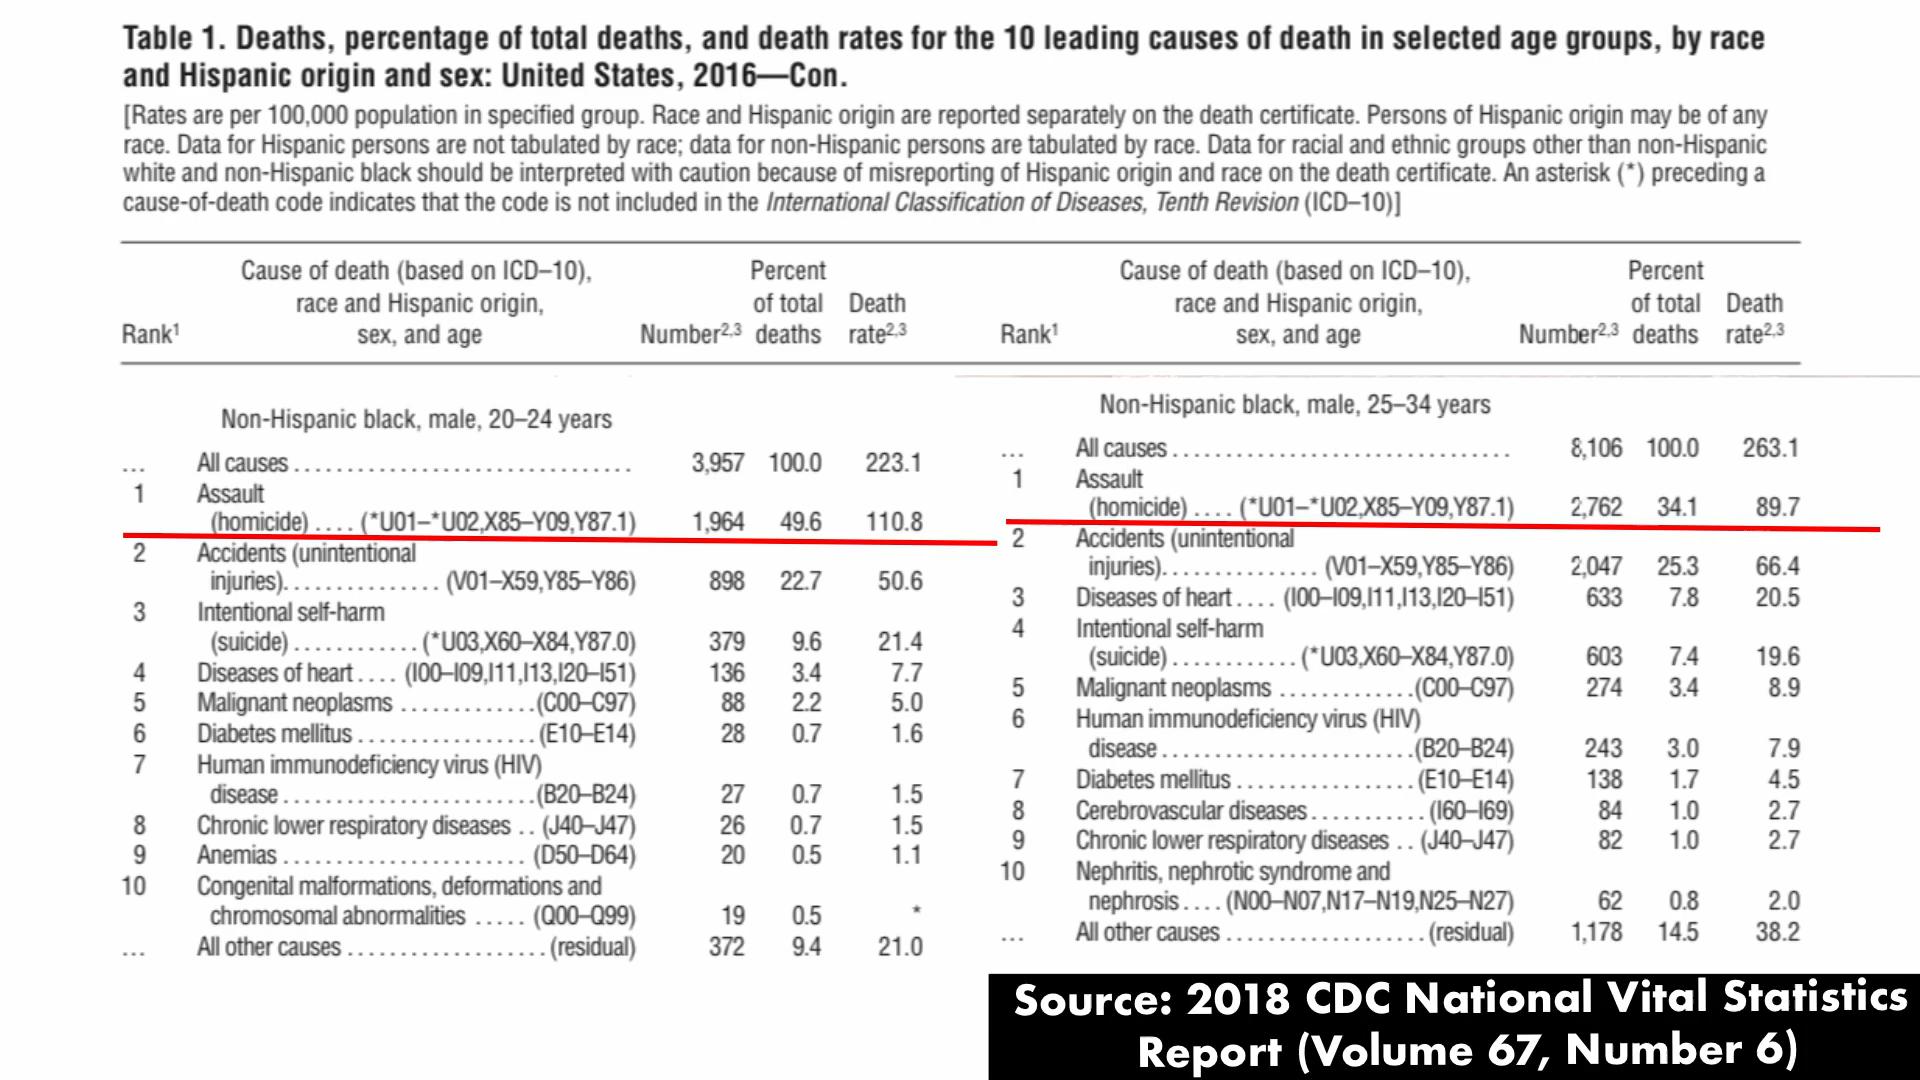 Table 1. Deaths, percentage of total deaths, and death rates for the 10 leading causes of death in selected age groups, by race
and Hispanic origin and sex: United States, 2016—Con.
[Rates are per 100,000 population in specified group. Race and Hispanic origin are reported separately on the death certificate. Persons of Hispanic origin may be of any
race. Data for Hispanic persons are not tabulated by race; data for non-Hispanic persons are tabulated by race. Data for racial and ethnic groups other than non-Hispanic
white and non-Hispanic black should be interpreted with caution because of misreporting of Hispanic origin and race on the death certificate. An asterisk (*) preceding a
cause-of-death code indicates that the code is not included in the International Classification of Diseases, Tenth Revision (ICD–10)]
Cause of death (based on ICD–10), Percent
race and Hispanic origin, of total Death
Rank¹ sex, and age Number²,³ deaths rate²,³
Non-Hispanic black, male, 20–24 years
... All causes ................................ 3,957 100.0 223.1
1 Assault
(homicide) .... (*U01–*U02,X85–Y09,Y87.1) 1,964 49.6 110.8
2 Accidents (unintentional
injuries)............... (V01–X59,Y85–Y86) 898 22.7 50.6
3 Intentional self-harm
(suicide) ............ (*U03,X60–X84,Y87.0) 379 9.6 21.4
4 Diseases of heart .... (I00–I09,I11,I13,I20–I51) 136 3.4 7.7
5 Malignant neoplasms .............(C00–C97) 88 2.2 5.0
6 Diabetes mellitus .................(E10–E14) 28 0.7 1.6
7 Human immunodeficiency virus (HIV)
disease ........................(B20–B24) 27 0.7 1.5
8 Chronic lower respiratory diseases .. (J40–J47) 26 0.7 1.5
9 Anemias ....................... (D50–D64) 20 0.5 1.1
10 Congenital malformations, deformations and
chromosomal abnormalities ..... (Q00–Q99) 19 0.5 *
... All other causes ...................(residual) 372 9.4 21.0
Cause of death (based on ICD–10), Percent
race and Hispanic origin, of total Death
Rank¹ sex, and age Number²,³ deaths rate²,³
Non-Hispanic black, male, 25–34 years
... All causes ................................ 8,106 100.0 263.1
1 Assault
(homicide) .... (*U01–*U02,X85–Y09,Y87.1) 2,762 34.1 89.7
2 Accidents (unintentional
injuries)............... (V01–X59,Y85–Y86) 2,047 25.3 66.4
3 Diseases of heart .... (I00–I09,I11,I13,I20–I51) 633 7.8 20.5
4 Intentional self-harm
(suicide) ............ (*U03,X60–X84,Y87.0) 603 7.4 19.6
5 Malignant neoplasms .............(C00–C97) 274 3.4 8.9
6 Human immunodeficiency virus (HIV)
disease ........................(B20–B24) 243 3.0 7.9
7 Diabetes mellitus .................(E10–E14) 138 1.7 4.5
8 Cerebrovascular diseases ........... (I60–I69) 84 1.0 2.7
9 Chronic lower respiratory diseases .. (J40–J47) 82 1.0 2.7
10 Nephritis, nephrotic syndrome and
nephrosis .... (N00–N07,N17–N19,N25–N27) 62 0.8 2.0
... All other causes ...................(residual) 1,178 14.5 38.2
Source: 2018 CDC National Vital Statistics
Report (Volume 67, Number 6)